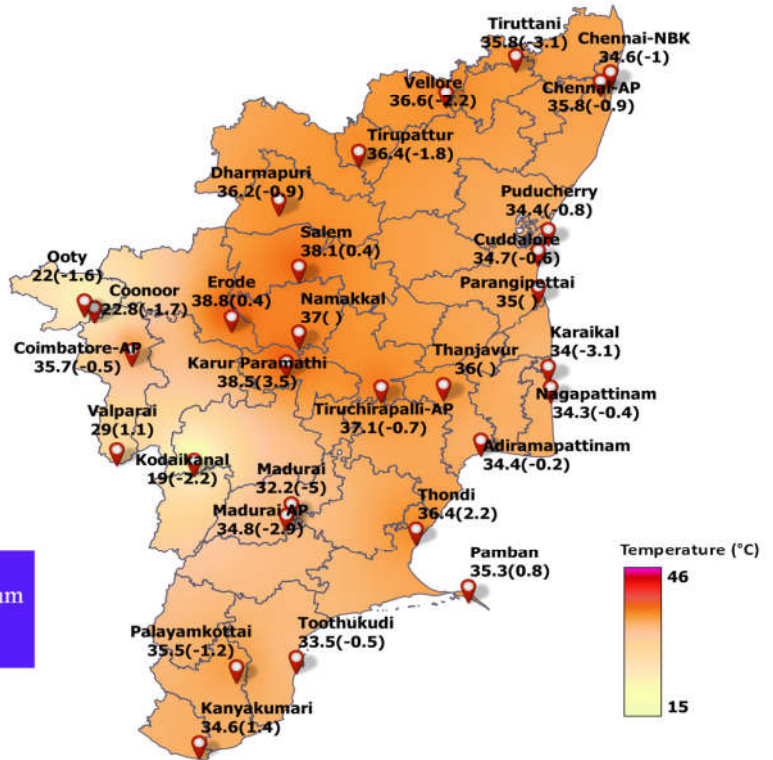 Tiruttani
35.8(-3.1)
Chennai-NBK
34.6(-1)
Vellore
36.6(-2.2)
Chennai-AP
35.8(-0.9)
Tirupattur
36.4(-1.8)
Dharmapuri
36.2(-0.9)
Puducherry
34.4(-0.8)
Salem
38.1(0.4)
Cuddalore
34.7(-0.6)
Ooty
22(-1.6)
Coonoor
22.8(-1.7)
Erode
38.8(0.4)
Namakkal
37( )
Parangipettai
35( )
Coimbatore-AP
35.7(-0.5)
Karur Paramathi
38.5(3.5)
Thanjavur
36( )
Karaikal
34(-3.1)
Nagapattinam
34.3(-0.4)
Tiruchirapalli-AP
37.1(-0.7)
Valparai
29(1.1)
Kodaikanal
19(-2.2)
Adiramapattinam
34.4(-0.2)
Madurai
32.2(-5)
Madurai AP
34.8(-2.9)
Thondi
36.4(2.2)
Pamban
35.3(0.8)
Temperature (°C)
46
15
Palayamkottai
35.5(-1.2)
Toothukudi
33.5(-0.5)
Kanyakumari
34.6(1.4)